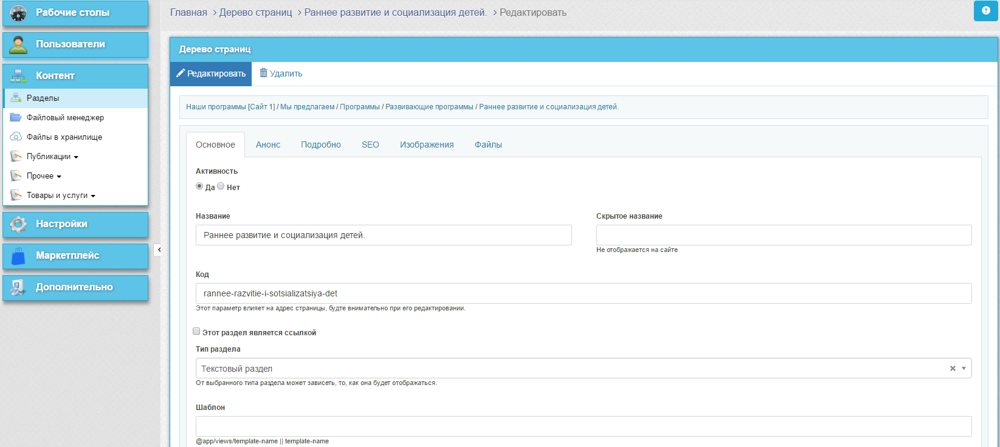 Рабочие столы
Пользователи
Контент
Разделы
Файловый менеджер
Файлы в хранилище
Публикации
Прочее
Товары и услуги
Настройки
Маркетплейс
Дополнительно
Главная > Дерево страниц > Раннее развитие и социализация детей. > Редактировать
Дерево страниц
Редактировать Удалить
Наши программы [Сайт 1] / Мы предлагаем / Программы / Развивающие программы / Раннее развитие и социализация детей.
Основное Анонс Подробно SEO Изображения Файлы
Активность
Да Нет
Название Скрытое название
Раннее развитие и социализация детей.
Не отображается на сайте
Код
rannee-razvitie-i-sotsializatsiya-det
Этот параметр влияет на адрес страницы, будте внимательно при его редактировании.
Этот раздел является ссылкой
Тип раздела
Текстовый раздел
От выбранного типа раздела может зависеть, то, как она будет отображаться.
Шаблон
@app/views/template-name || template-name